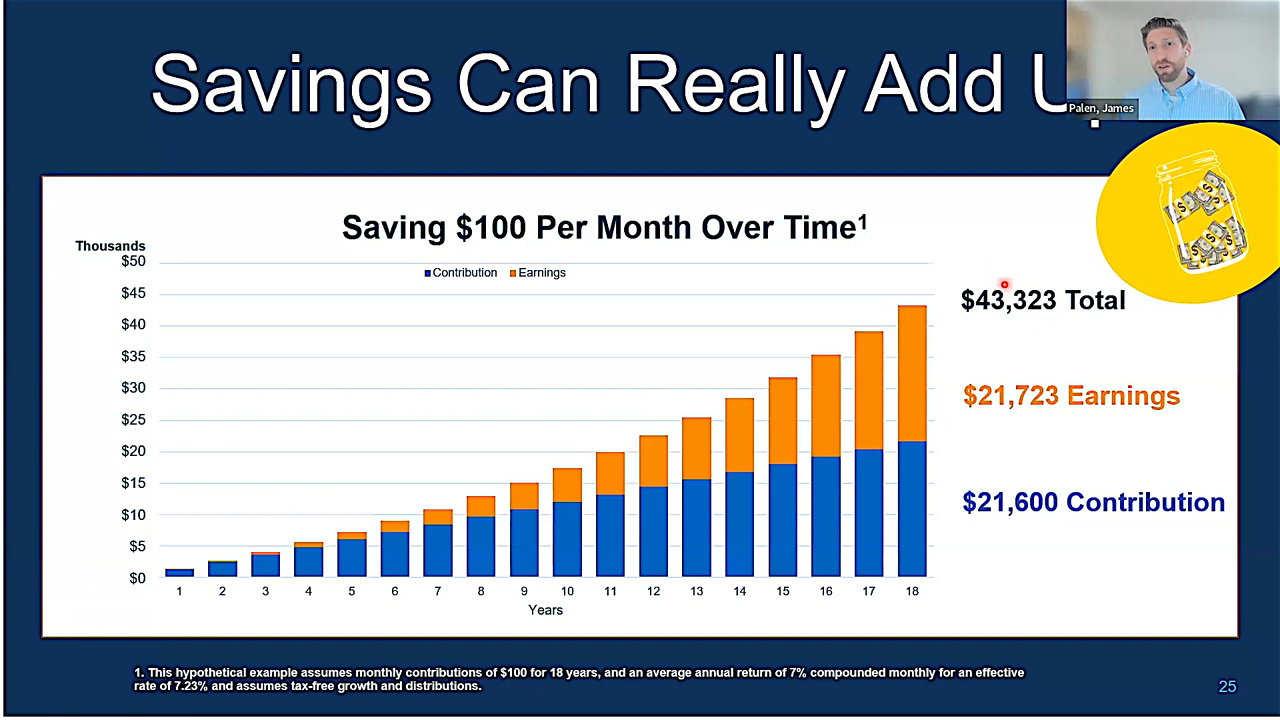 Savings Can Really Add
Palen, James
Saving $100 Per Month Over Time¹
Thousands
Contribution Earnings
$50
$45
$40
$35
$30
$25
$20
$15
$10
$5
$0
1 2 3 4 5 6 7 8 9 10 11 12 13 14 15 16 17 18
Years
$43,323 Total
$21,723 Earnings
$21,600 Contribution
1. This hypothetical example assumes monthly contributions of $100 for 18 years, and an average annual return of 7% compounded monthly for an effective
rate of 7.23% and assumes tax-free growth and distributions.
25